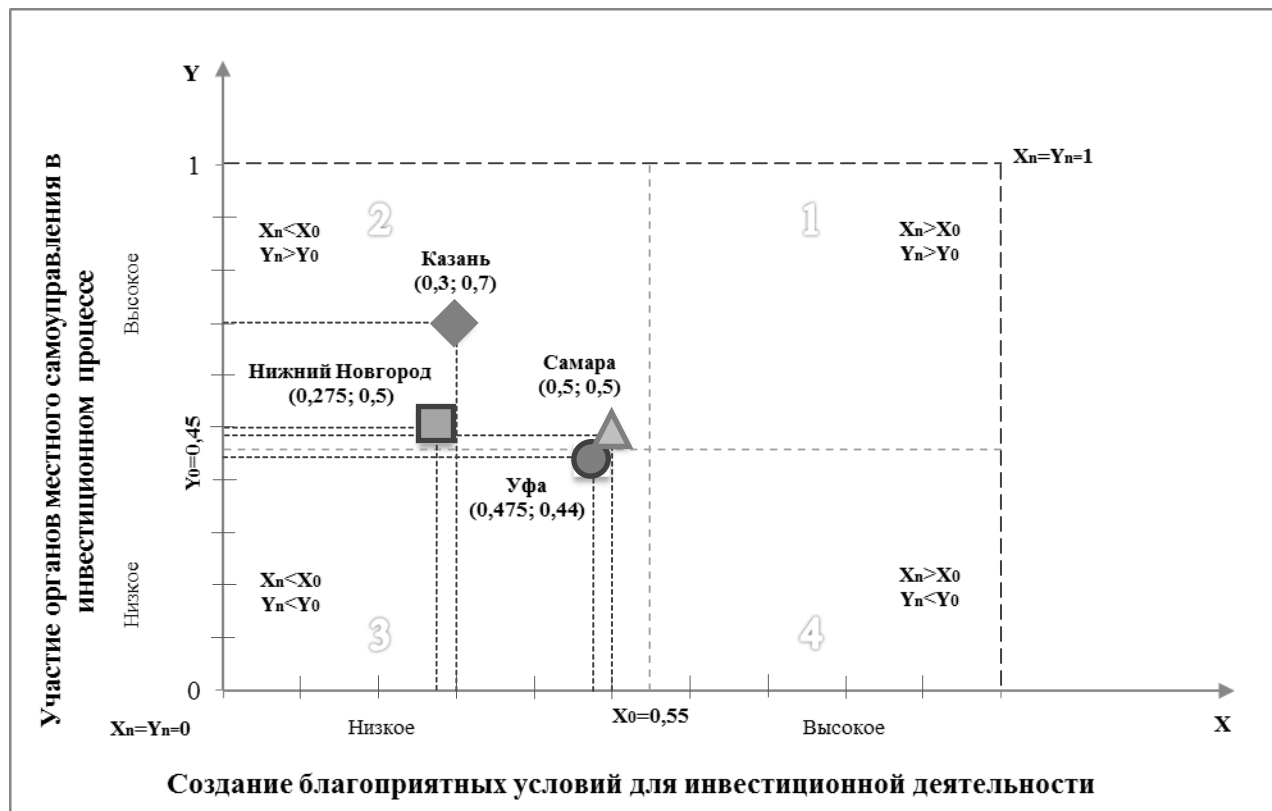 Y
1
Xn=Yn=1
2
1
Xn<X0
Yn>Y0
Xn>X0
Yn>Y0
Казань
(0,3; 0,7)
Высокое
Нижний Новгород
(0,275; 0,5)
Самара
(0,5; 0,5)
Участие органов местного самоуправления в
инвестиционном процессе
Y0=0,45
Уфа
(0,475; 0,44)
Низкое
Xn<X0
Yn<Y0
Xn>X0
Yn<Y0
3
4
0
Xn=Yn=0
Низкое
X0=0,55
Высокое
X
Создание благоприятных условий для инвестиционной деятельности